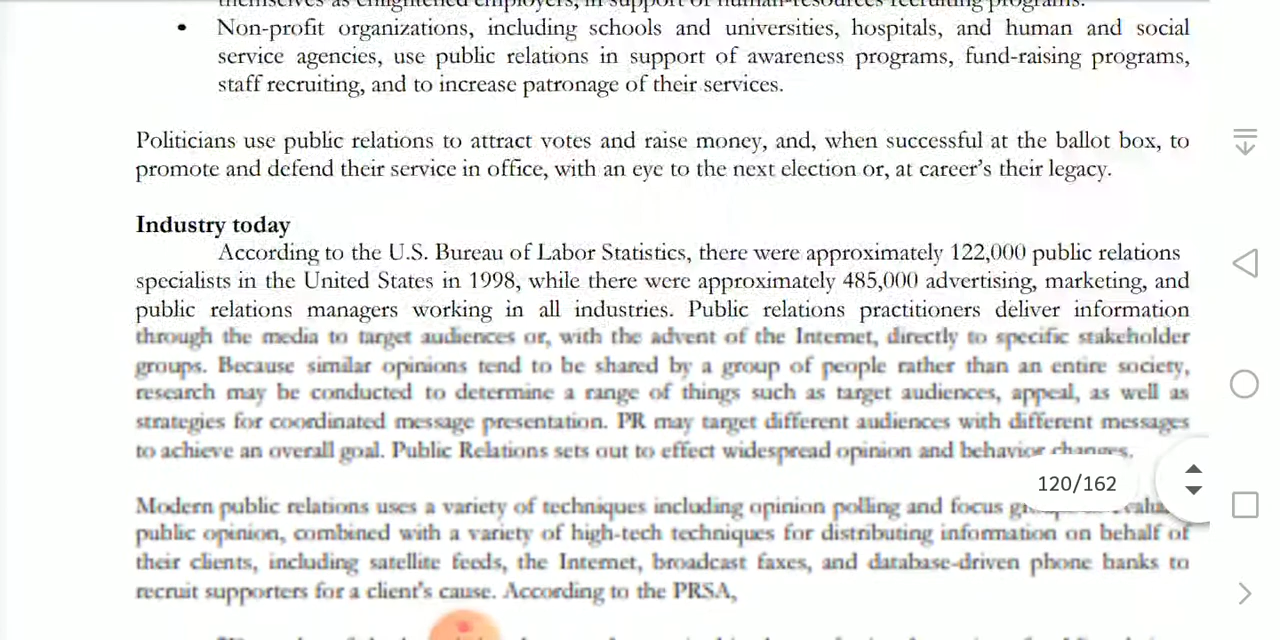 themselves as enlightened employers, in support of human-resources recruiting programs.
• Non-profit organizations, including schools and universities, hospitals, and human and social
service agencies, use public relations in support of awareness programs, fund-raising programs,
staff recruiting, and to increase patronage of their services.
Politicians use public relations to attract votes and raise money, and, when successful at the ballot box, to
promote and defend their service in office, with an eye to the next election or, at career’s their legacy.
Industry today
According to the U.S. Bureau of Labor Statistics, there were approximately 122,000 public relations
specialists in the United States in 1998, while there were approximately 485,000 advertising, marketing, and
public relations managers working in all industries. Public relations practitioners deliver information
through the media to target audiences or, with the advent of the Internet, directly to specific stakeholder
groups. Because similar opinions tend to be shared by a group of people rather than an entire society,
research may be conducted to determine a range of things such as target audiences, appeal, as well as
strategies for coordinated message presentation. PR may target different audiences with different messages
to achieve an overall goal. Public Relations sets out to effect widespread opinion and behavior changes.
120/162
Modern public relations uses a variety of techniques including opinion polling and focus
public opinion, combined with a variety of high-tech techniques for distributing information on behalf of
their clients, including satellite feeds, the Internet, broadcast faxes, and database-driven phone banks to
recruit supporters for a client's cause. According to the PRSA,